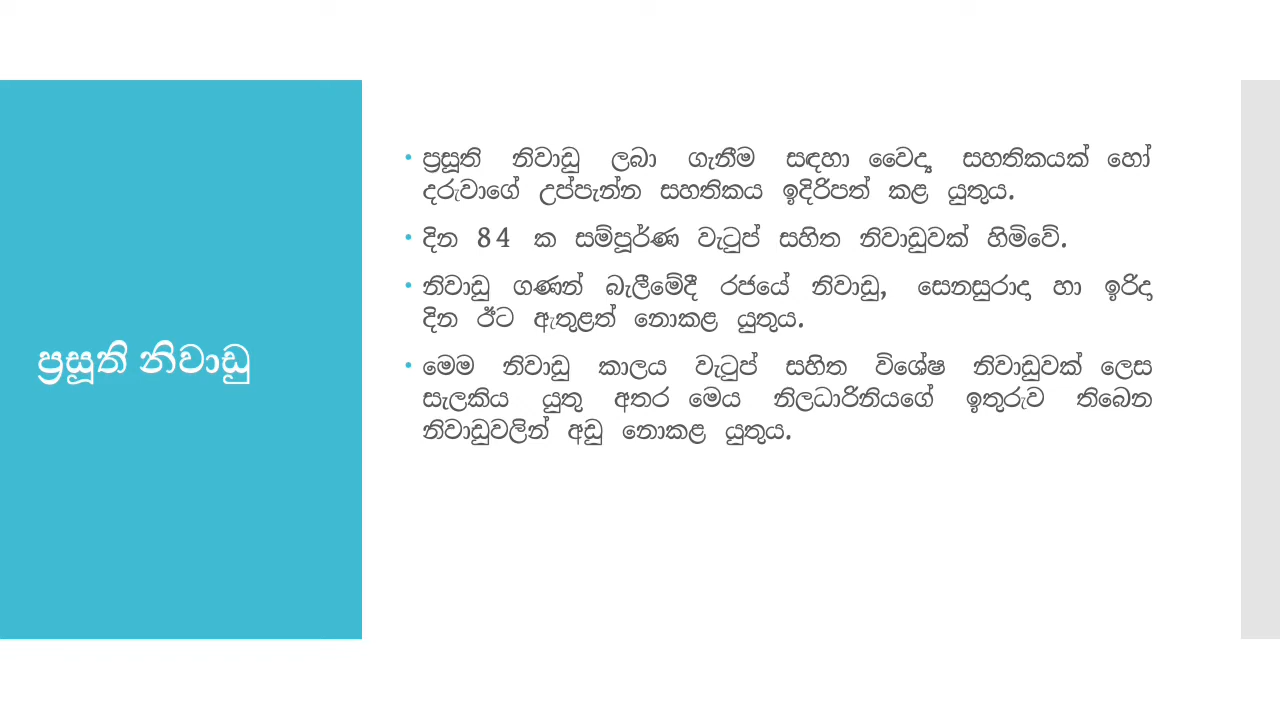 ප්‍රසූති නිවාඩු
ප්‍රසූති නිවාඩු ලබා ගැනීම සඳහා වෛද්‍ය සහතිකයක් හෝ
දරුවාගේ උප්පැන්න සහතිකය ඉදිරිපත් කළ යුතුය.
දින 84 ක සම්පූර්ණ වැටුප් සහිත නිවාඩුවක් හිමිවේ.
නිවාඩු ගණන් බැලීමේදී රජයේ නිවාඩු, සෙනසුරාදා හා ඉරිදා
දින ඊට ඇතුළත් නොකළ යුතුය.
මෙම නිවාඩු කාලය වැටුප් සහිත විශේෂ නිවාඩුවක් ලෙස
සැලකිය යුතු අතර මෙය නිලධාරිනියගේ ඉතුරුව තිබෙන
නිවාඩුවලින් අඩු නොකළ යුතුය.